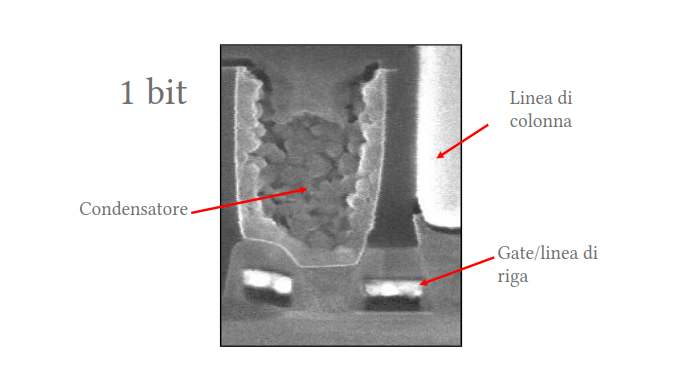 1 bit
Linea di
colonna
Condensatore
Gate/linea di
riga